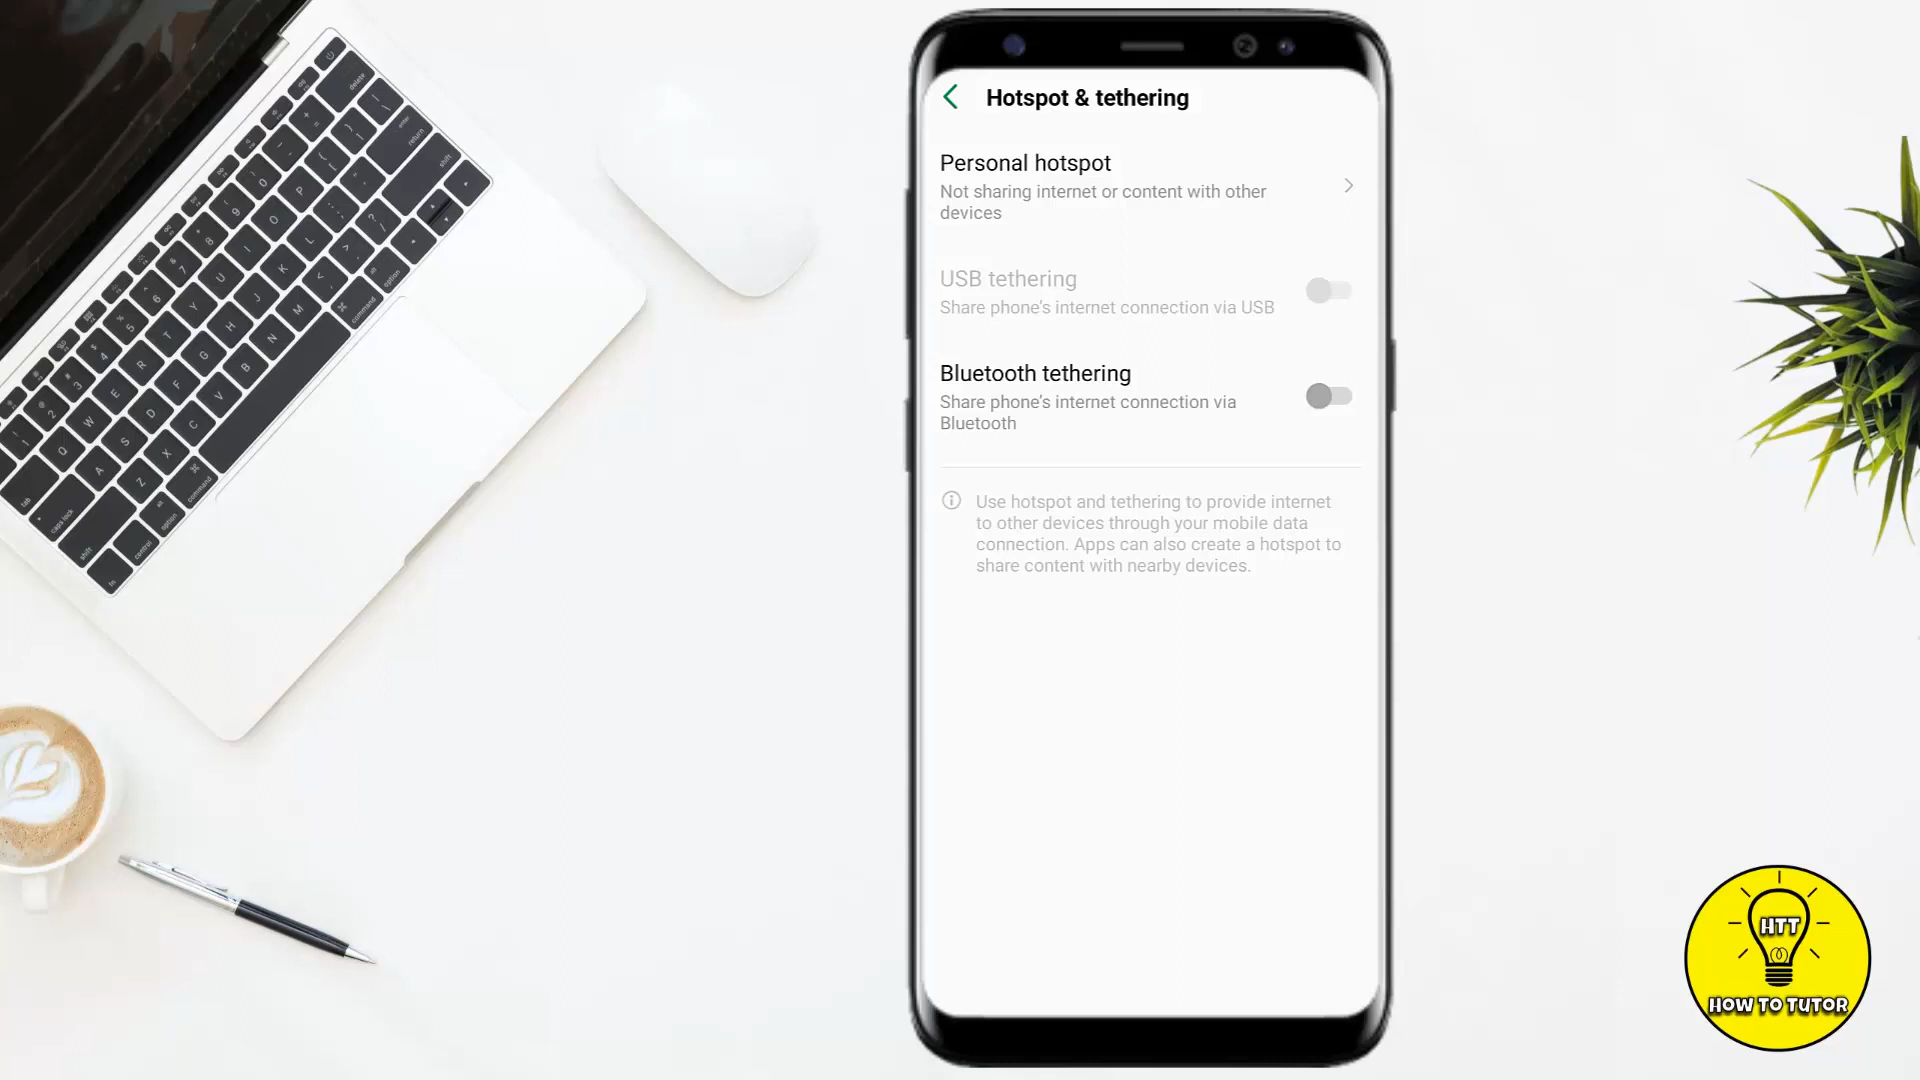 Hotspot & tethering
Personal hotspot
Not sharing internet or content with other
devices
USB tethering
Share phone's internet connection via USB
Bluetooth tethering
Share phone's internet connection via
Bluetooth
Use hotspot and tethering to provide internet
to other devices through your mobile data
connection. Apps can also create a hotspot to
share content with nearby devices.
HTT
HOW TO TUTOR